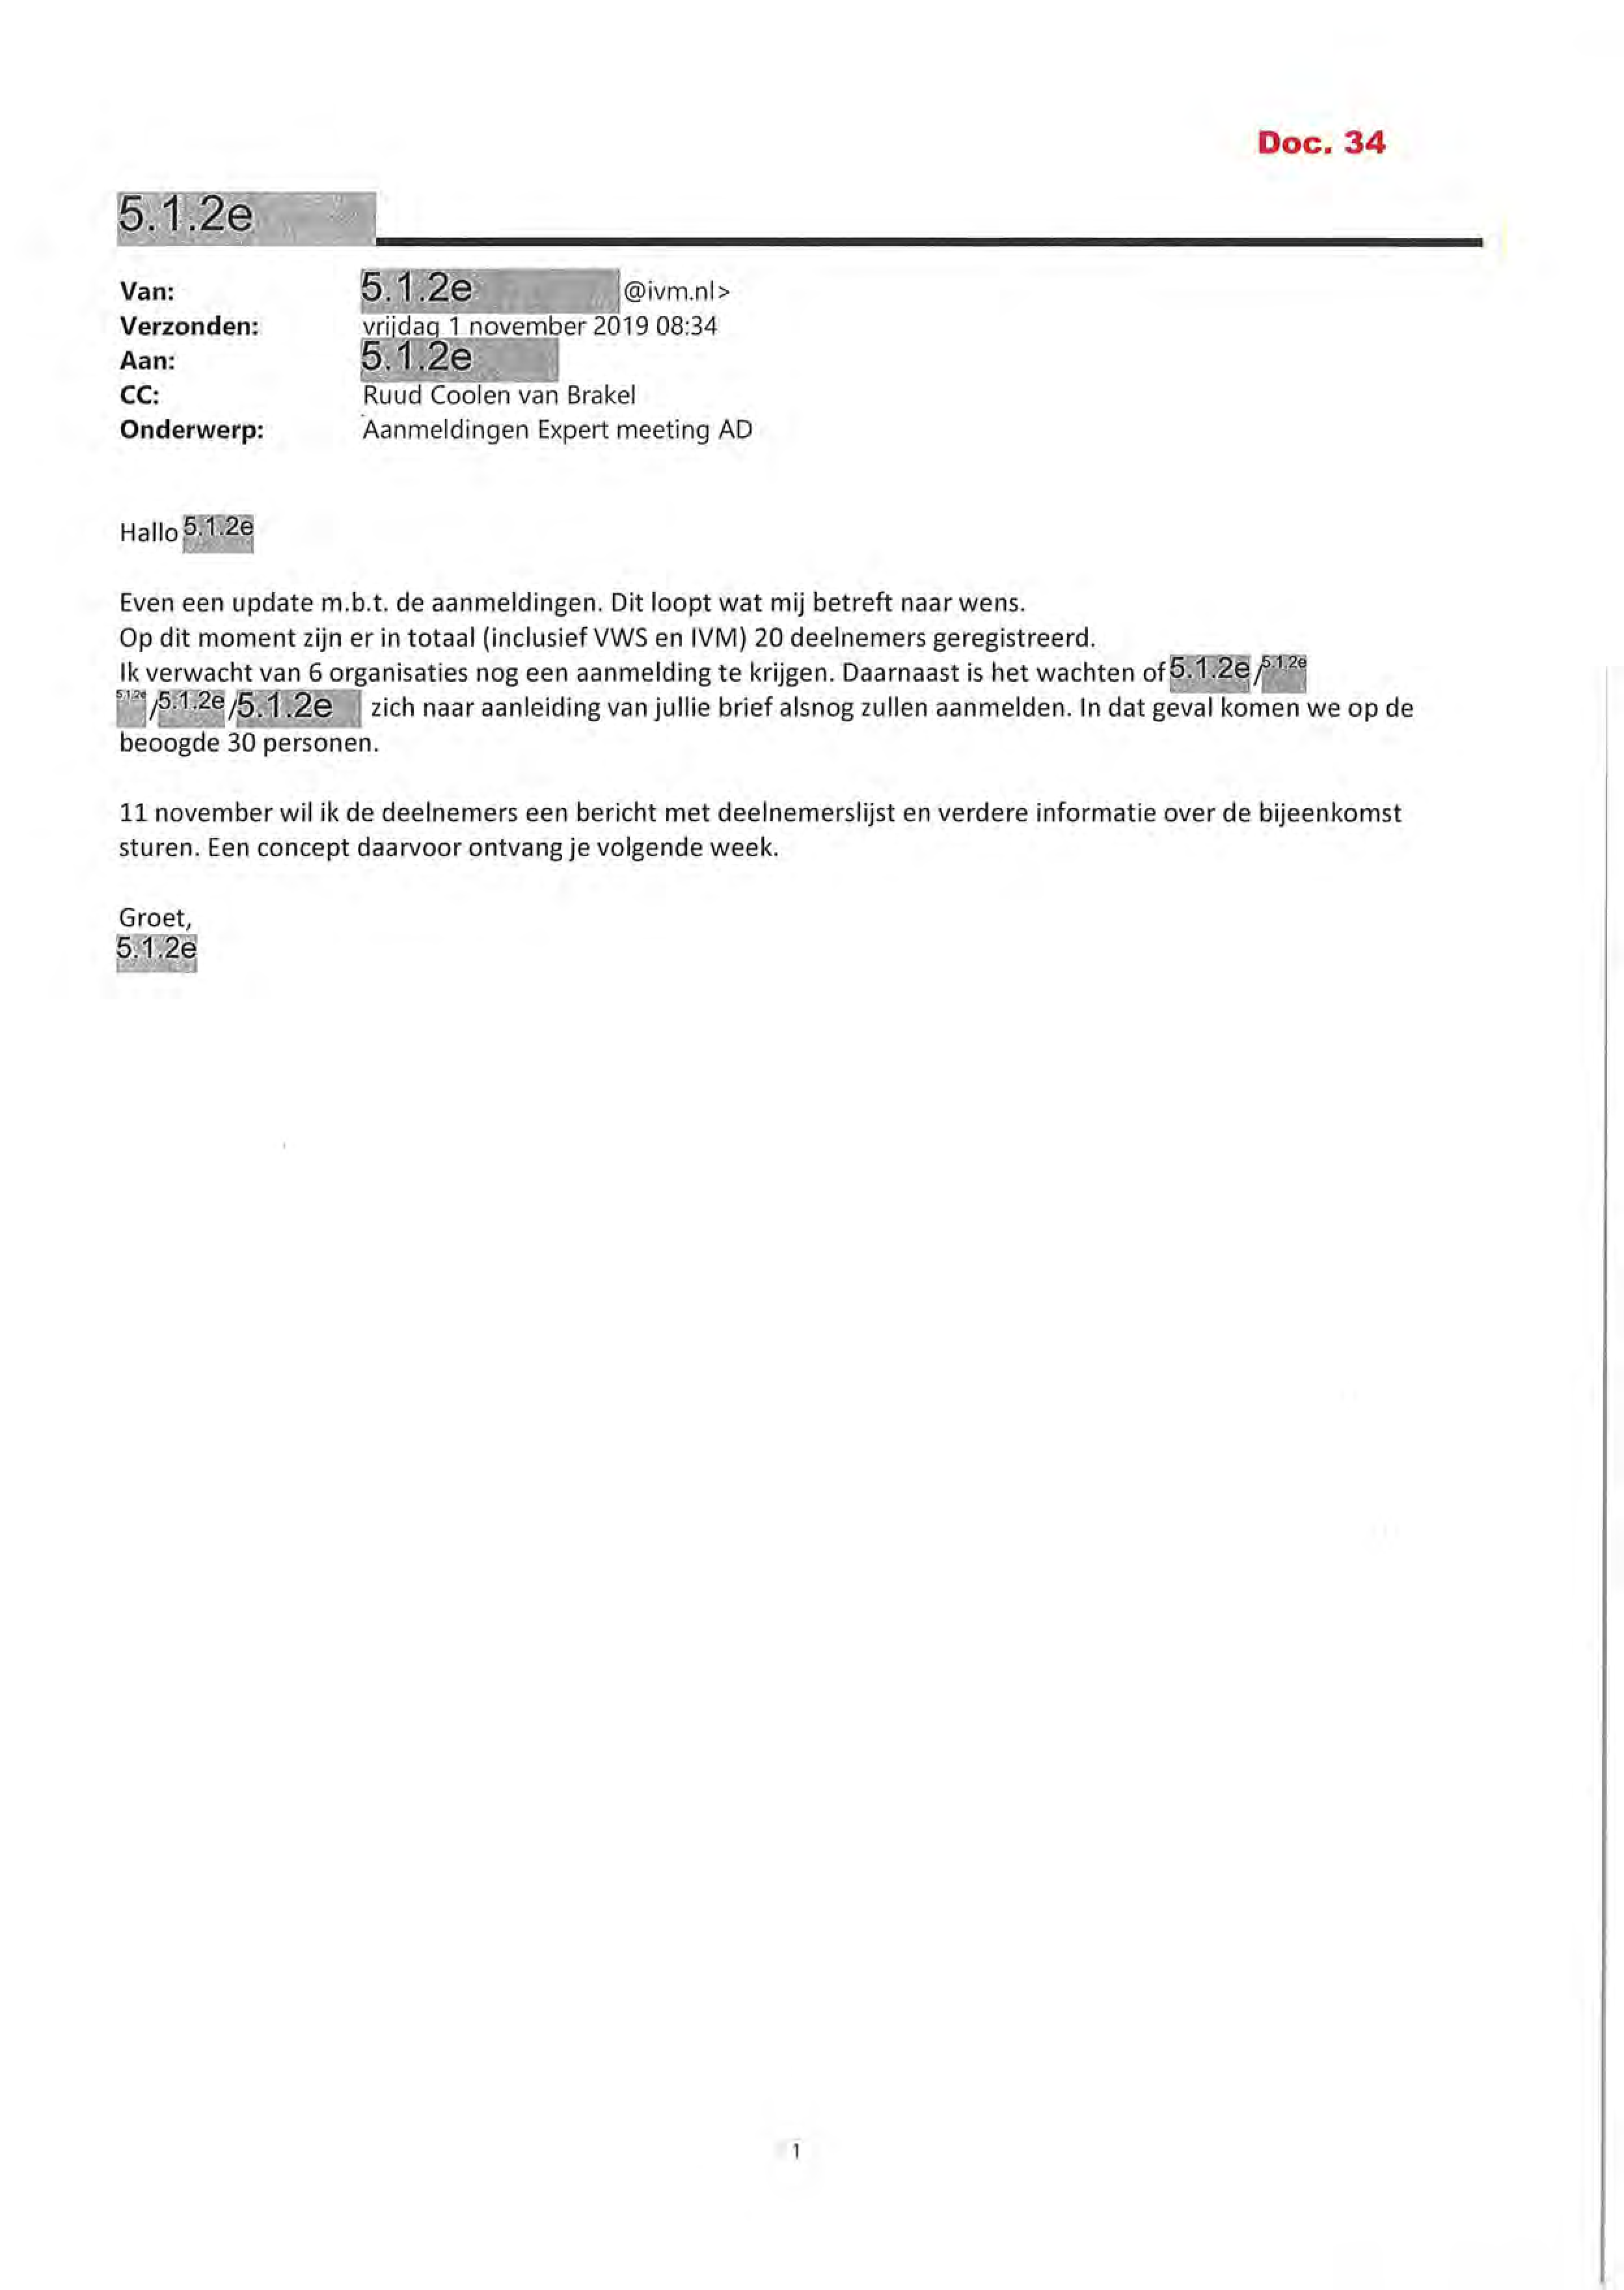 Doc. 34
5.1.2e
Van: 5.1.2e @ivm.nl>
Verzonden: vrijdag 1 november 2019 08:34
Aan: 5.1.2e
CC: Ruud Coolen van Brakel
Onderwerp: Aanmeldingen Expert meeting AD
Hallo 5.1.2e
Even een update m.b.t. de aanmeldingen. Dit loopt wat mij betreft naar wens.
Op dit moment zijn er in totaal (inclusief VWS en IVM) 20 deelnemers geregistreerd.
Ik verwacht van 6 organisaties nog een aanmelding te krijgen. Daarnaast is het wachten of 5.1.2e / 5.1.2e
5.1.2e / 5.1.2e / 5.1.2e zich naar aanleiding van jullie brief alsnog zullen aanmelden. In dat geval komen we op de
beoogde 30 personen.
11 november wil ik de deelnemers een bericht met deelnemerslijst en verdere informatie over de bijeenkomst
sturen. Een concept daarvoor ontvang je volgende week.
Groet,
5.1.2e
1